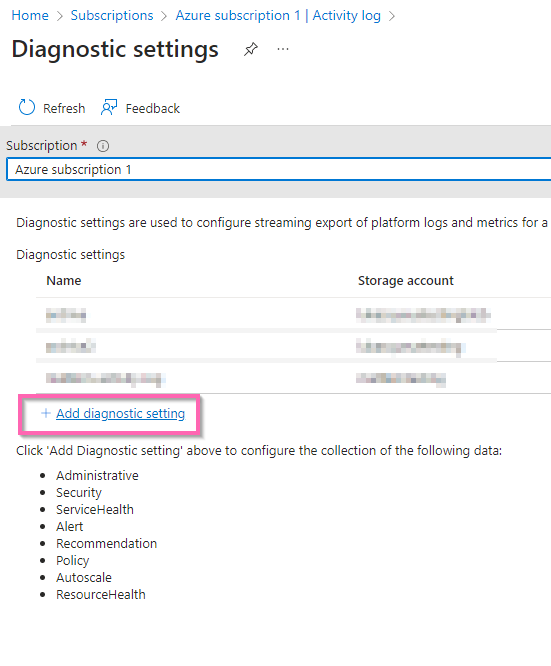 Home > Subscriptions > Azure subscription 1 | Activity log >
Diagnostic settings ...
Refresh Feedback
Subscription *
Azure subscription 1
Diagnostic settings are used to configure streaming export of platform logs and metrics for a
Diagnostic settings
Name Storage account
+ Add diagnostic setting
Click 'Add Diagnostic setting' above to configure the collection of the following data:
• Administrative
• Security
• ServiceHealth
• Alert
• Recommendation
• Policy
• Autoscale
• ResourceHealth